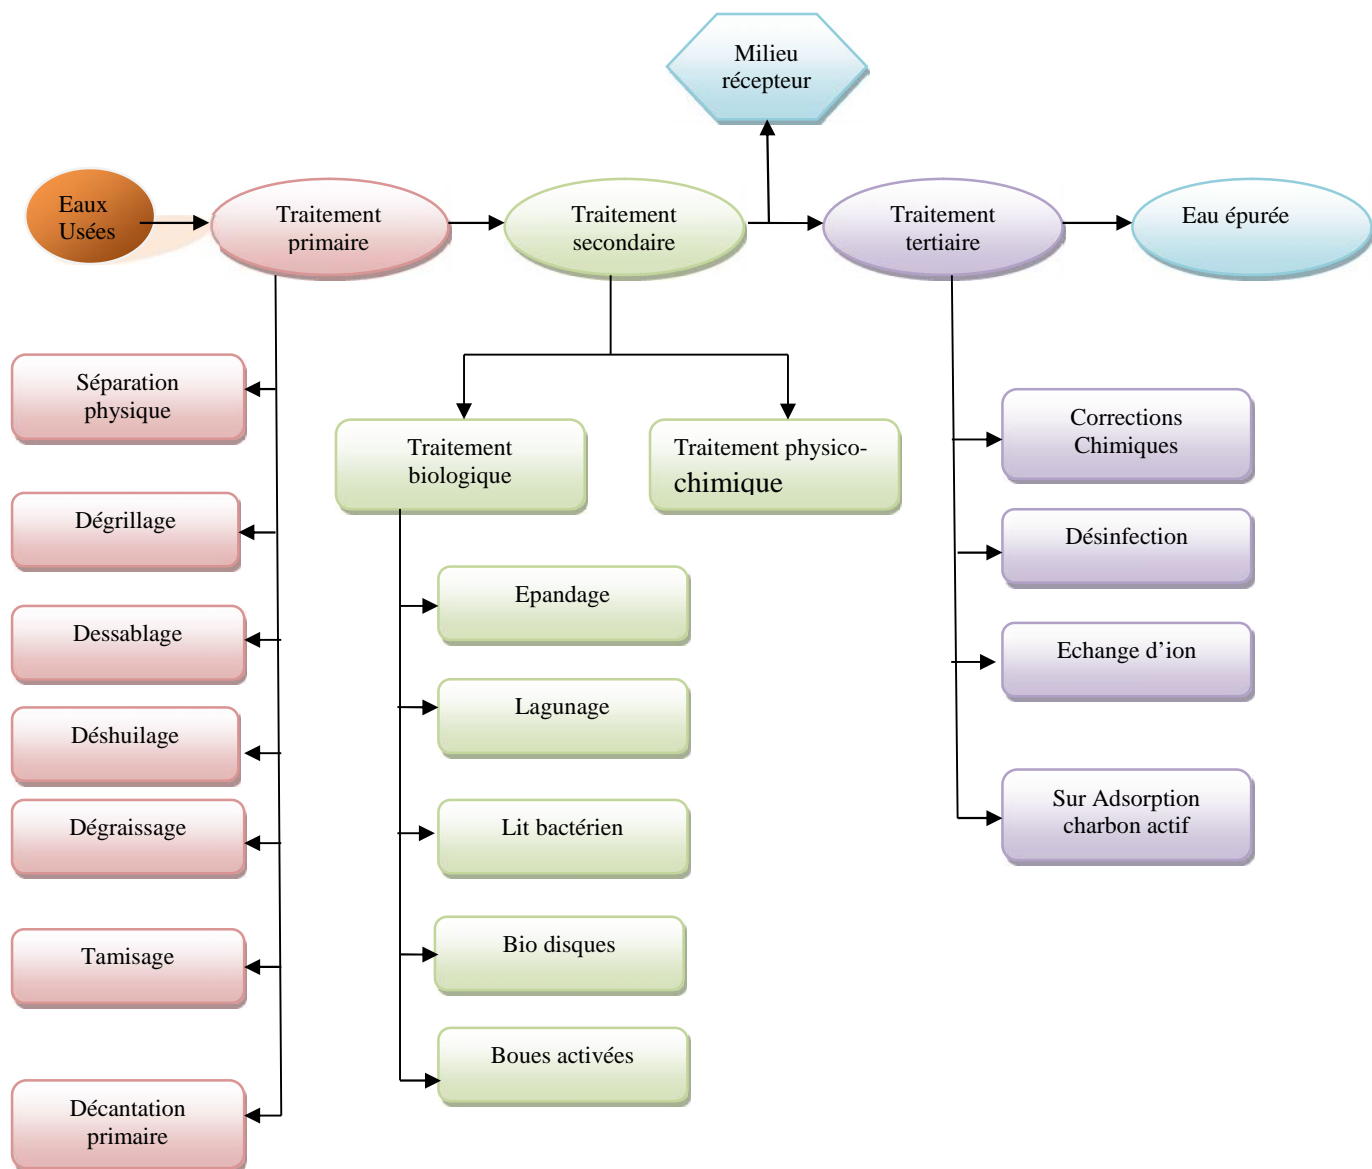 Milieu
récepteur
Eaux
Usées
Traitement
primaire
Traitement
secondaire
Traitement
tertiaire
Eau épurée
Séparation
physique
Dégrillage
Dessablage
Déshuilage
Dégraissage
Tamisage
Décantation
primaire
Traitement
biologique
Traitement physico-
chimique
Epandage
Lagunage
Lit bactérien
Bio disques
Boues activées
Corrections
Chimiques
Désinfection
Echange d’ion
Sur Adsorption
charbon actif